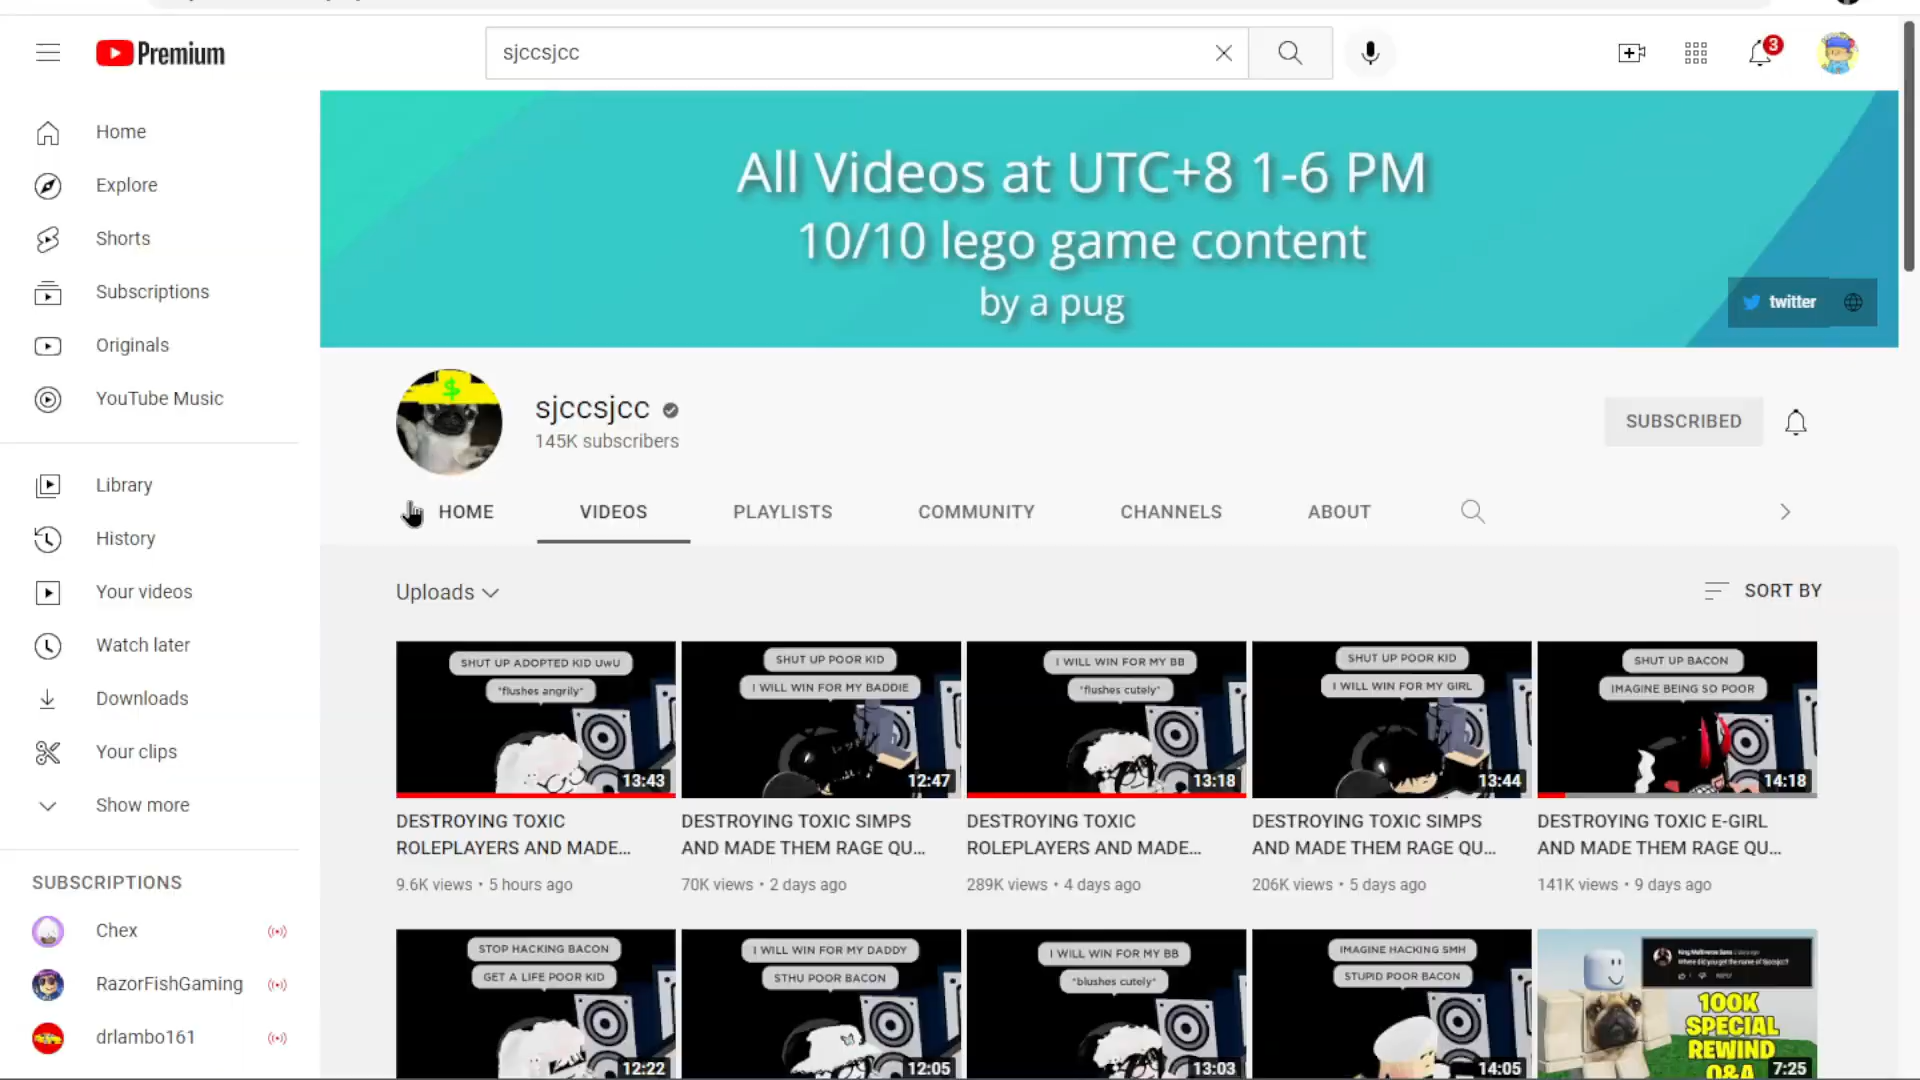 Premium
sjccsjcc
3
Home
Explore
Shorts
Subscriptions
Originals
YouTube Music
Library
History
Your videos
Watch later
Downloads
Your clips
Show more
SUBSCRIPTIONS
Chex
RazorFishGaming
drlambo161
All Videos at UTC+8 1-6 PM
10/10 lego game content
by a pug
twitter
$
sjccsjcc
145K subscribers
SUBSCRIBED
HOME VIDEOS PLAYLISTS COMMUNITY CHANNELS ABOUT
Uploads
SORT BY
SHUT UP ADOPTED KID UwU
*flushes angrily*
13:43
DESTROYING TOXIC
ROLEPLAYERS AND MADE...
9.6K views • 5 hours ago
SHUT UP POOR KID
I WILL WIN FOR MY BADDIE
12:47
DESTROYING TOXIC SIMPS
AND MADE THEM RAGE QU...
70K views • 2 days ago
I WILL WIN FOR MY BB
*flushes cutely*
13:18
DESTROYING TOXIC
ROLEPLAYERS AND MADE...
289K views • 4 days ago
SHUT UP POOR KID
I WILL WIN FOR MY GIRL
13:44
DESTROYING TOXIC SIMPS
AND MADE THEM RAGE QU...
206K views • 5 days ago
SHUT UP BACON
IMAGINE BEING SO POOR
14:18
DESTROYING TOXIC E-GIRL
AND MADE THEM RAGE QU...
141K views • 9 days ago
STOP HACKING BACON
GET A LIFE POOR KID
12:22
I WILL WIN FOR MY DADDY
STHU POOR BACON
12:05
I WILL WIN FOR MY BB
*blushes cutely*
13:03
IMAGINE HACKING SMH
STUPID POOR BACON
14:05
Where did you get the name of Sjccsjcc?
REPLY
100K
SPECIAL
REWIND
Q&A
7:25